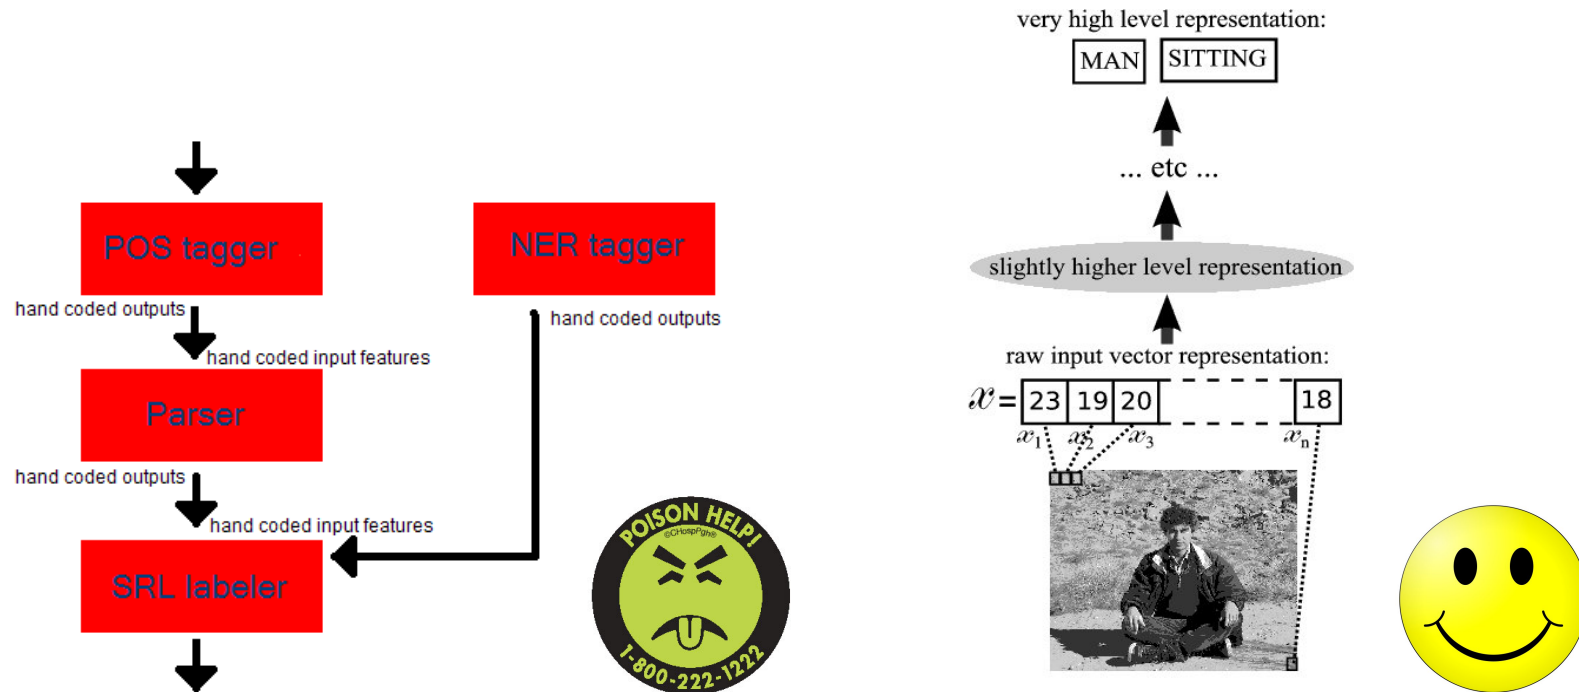 POS tagger
NER tagger
hand coded outputs
hand coded outputs
hand coded input features
Parser
hand coded outputs
hand coded input features
SRL labeler
POISON HELP!
©CHospPgh®
1-800-222-1222
very high level representation:
MAN SITTING
... etc ...
slightly higher level representation
raw input vector representation:
x = 23 19 20 18
x1 x2 x3 xn